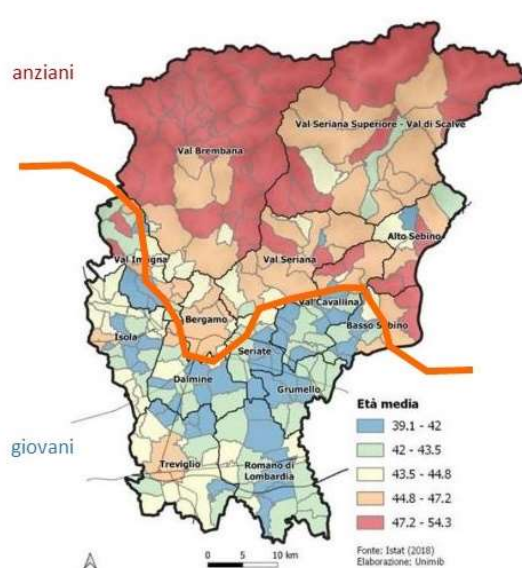 anziani
Val Brembana
Val Seriana Superiore - Val di Scalve
Alto Sebino
Val Imagna
Val Seriana
Val Cavallina
Bergamo
Basso Sebino
Isola
Seriate
Dalmine
Grumello
giovani
Treviglio
Romano di
Lombardia
Età media
39.1 - 42
42 - 43.5
43.5 - 44.8
44.8 - 47.2
47.2 - 54.3
0 5 10 km
Fonte: Istat (2018)
Elaborazione: Unimib